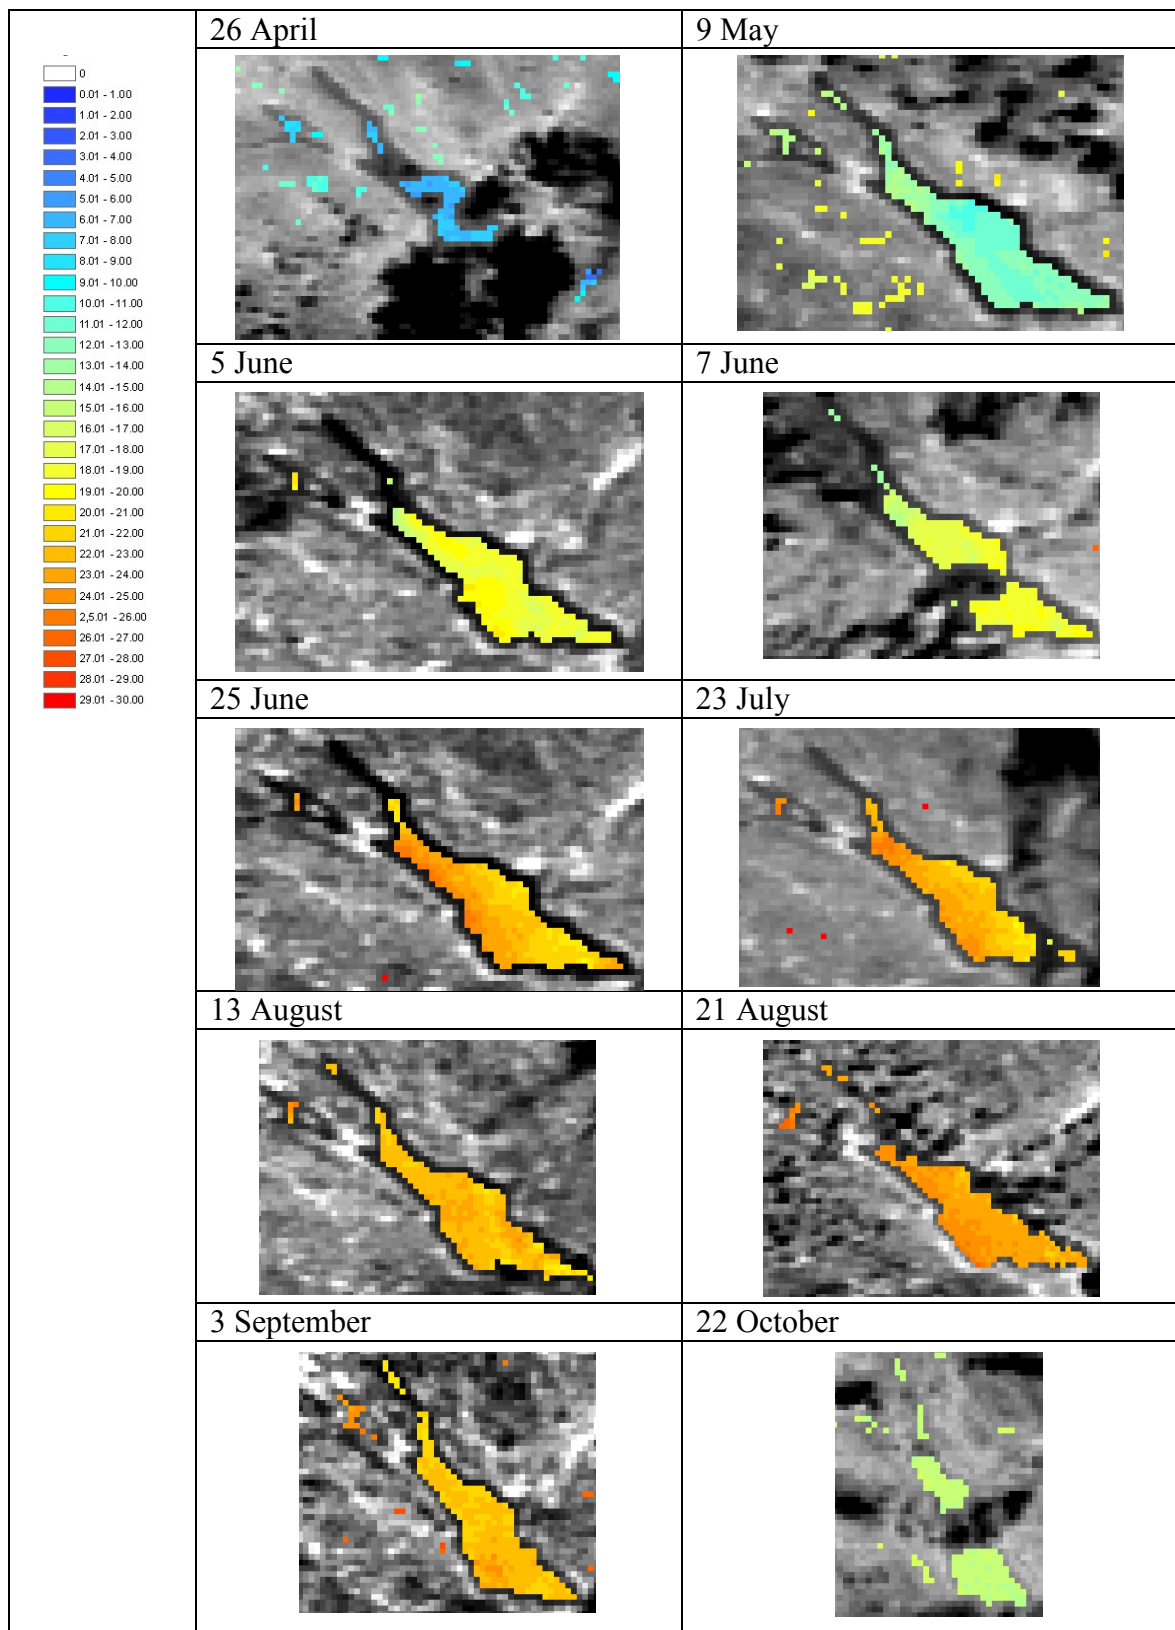 26 April
9 May
0
0.01 - 1.00
1.01 - 2.00
2.01 - 3.00
3.01 - 4.00
4.01 - 5.00
5.01 - 6.00
6.01 - 7.00
7.01 - 8.00
8.01 - 9.00
9.01 - 10.00
10.01 - 11.00
11.01 - 12.00
12.01 - 13.00
13.01 - 14.00
14.01 - 15.00
15.01 - 16.00
16.01 - 17.00
17.01 - 18.00
18.01 - 19.00
19.01 - 20.00
20.01 - 21.00
21.01 - 22.00
22.01 - 23.00
23.01 - 24.00
24.01 - 25.00
2,5.01 - 26.00
26.01 - 27.00
27.01 - 28.00
28.01 - 29.00
29.01 - 30.00
5 June
7 June
25 June
23 July
13 August
21 August
3 September
22 October